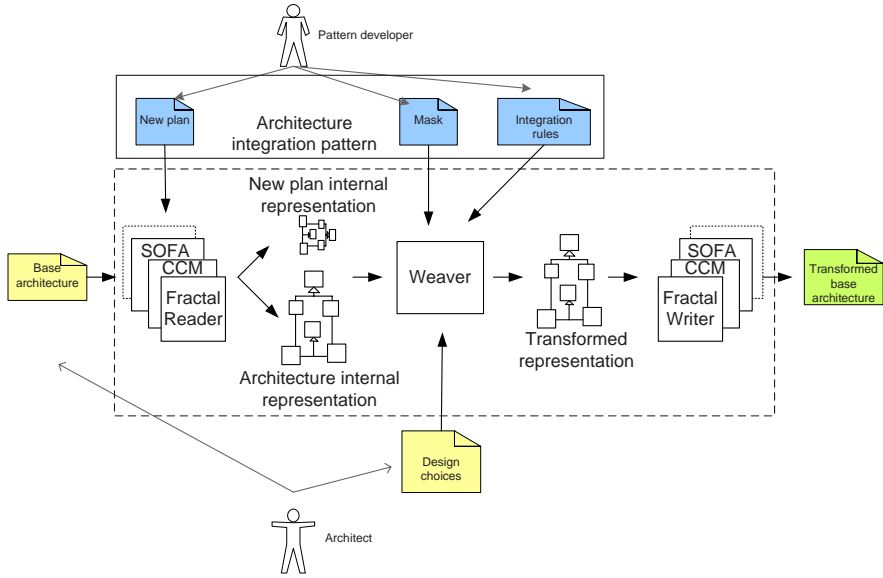 Pattern developer
New plan
Architecture
integration pattern
Mask
Integration
rules
New plan internal
representation
SOFA
CCM
Fractal
Reader
Base
architecture
Weaver
Architecture internal
representation
Transformed
representation
SOFA
CCM
Fractal
Writer
Transformed
base
architecture
Design
choices
Architect